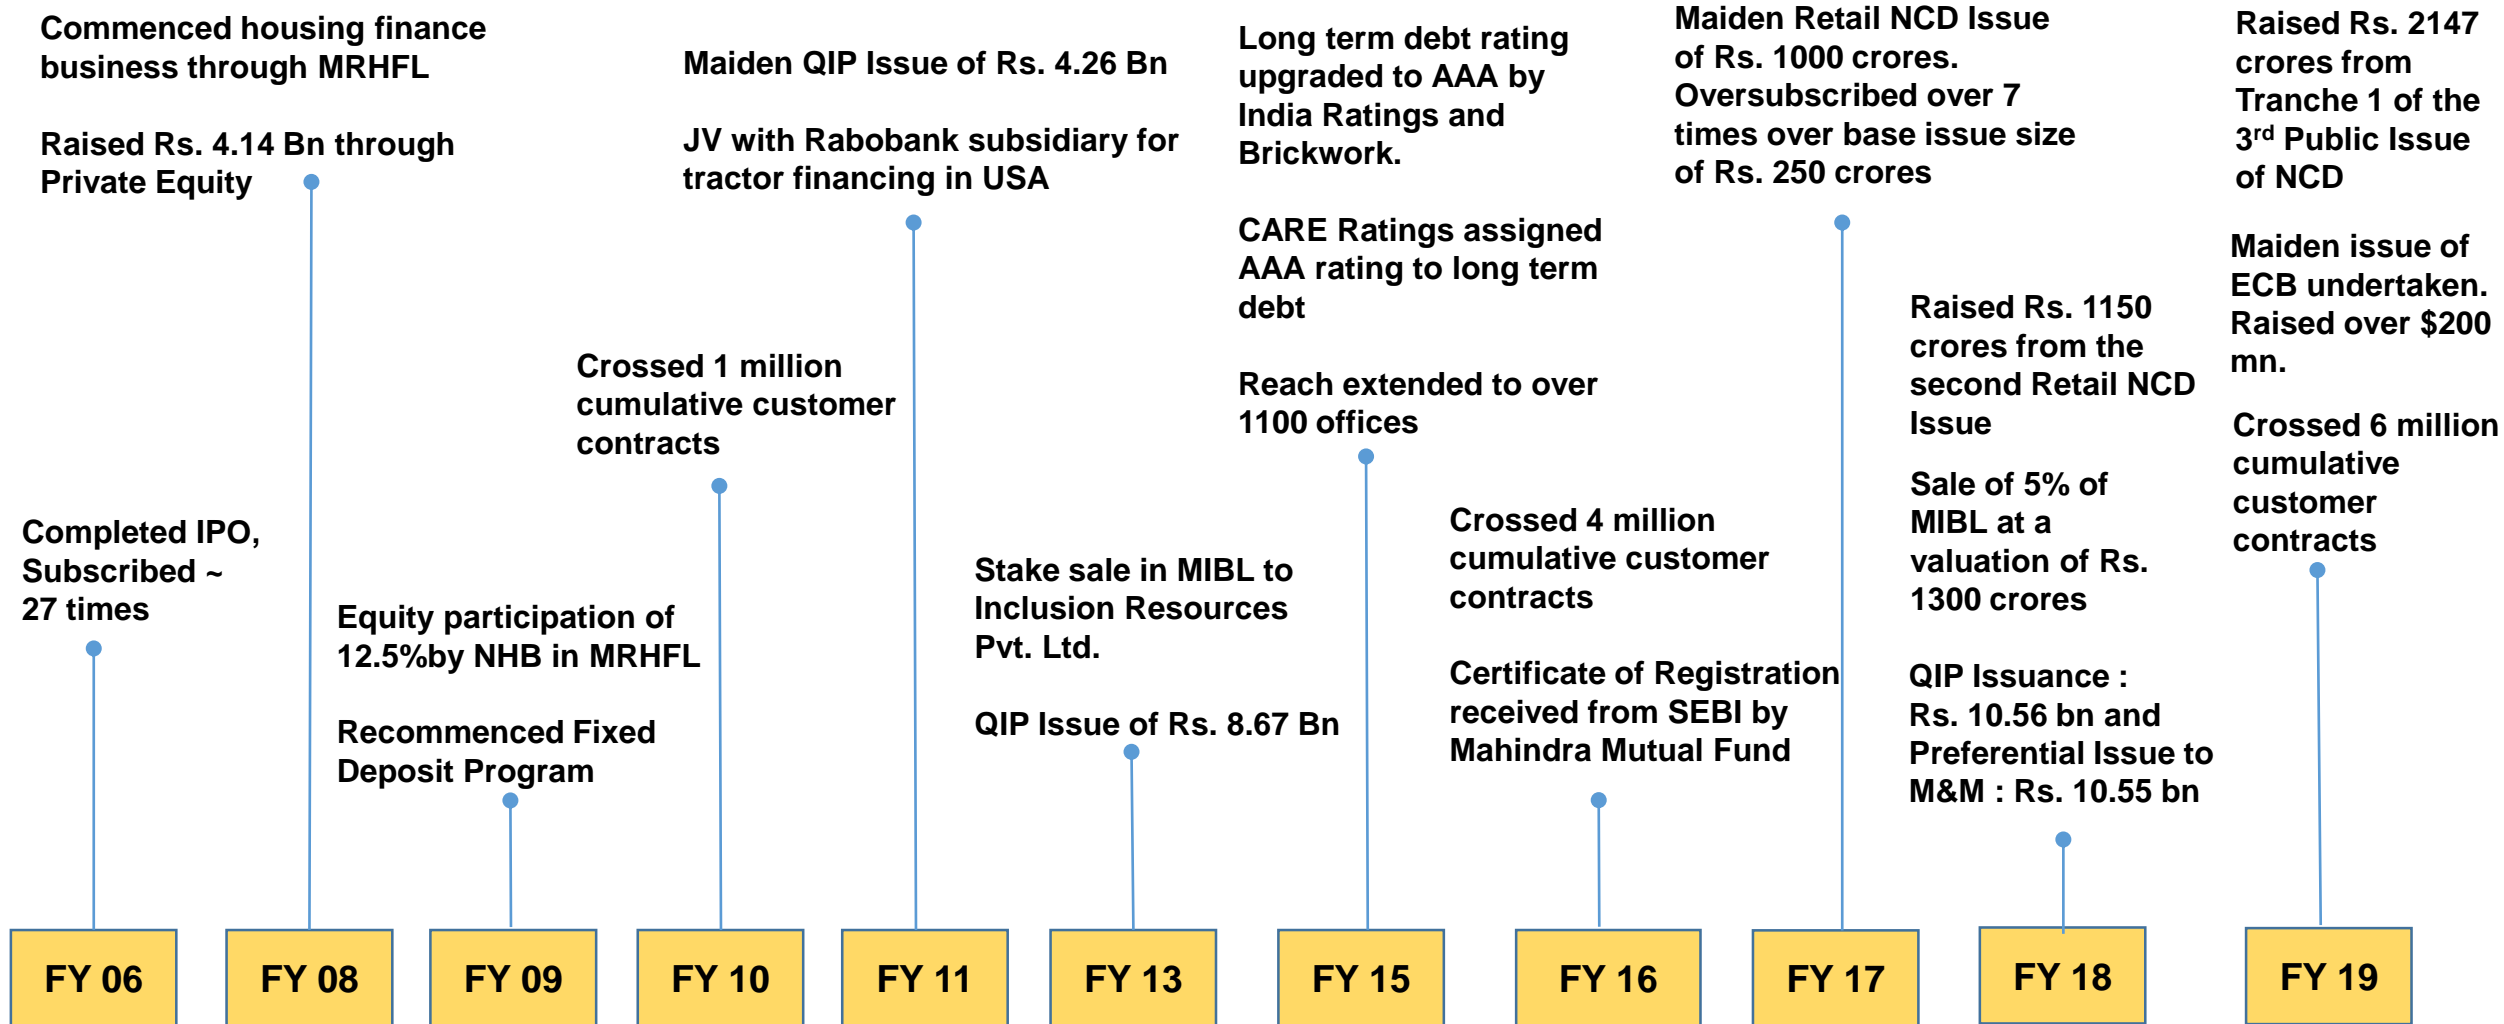 Commenced housing finance
business through MRHFL
Raised Rs. 4.14 Bn through
Private Equity
Maiden QIP Issue of Rs. 4.26 Bn
JV with Rabobank subsidiary for
tractor financing in USA
Long term debt rating
upgraded to AAA by
India Ratings and
Brickwork.
CARE Ratings assigned
AAA rating to long term
debt
Reach extended to over
1100 offices
Maiden Retail NCD Issue
of Rs. 1000 crores.
Oversubscribed over 7
times over base issue size
of Rs. 250 crores
Raised Rs. 2147
crores from
Tranche 1 of the
3rd Public Issue
of NCD
Maiden issue of
ECB undertaken.
Raised over $200
mn.
Crossed 6 million
cumulative
customer
contracts
Crossed 1 million
cumulative customer
contracts
Raised Rs. 1150
crores from the
second Retail NCD
Issue
Sale of 5% of
MIBL at a
valuation of Rs.
1300 crores
QIP Issuance :
Rs. 10.56 bn and
Preferential Issue to
M&M : Rs. 10.55 bn
Completed IPO,
Subscribed ~
27 times
Equity participation of
12.5%by NHB in MRHFL
Recommenced Fixed
Deposit Program
Stake sale in MIBL to
Inclusion Resources
Pvt. Ltd.
QIP Issue of Rs. 8.67 Bn
Crossed 4 million
cumulative customer
contracts
Certificate of Registration
received from SEBI by
Mahindra Mutual Fund
FY 06
FY 08
FY 09
FY 10
FY 11
FY 13
FY 15
FY 16
FY 17
FY 18
FY 19